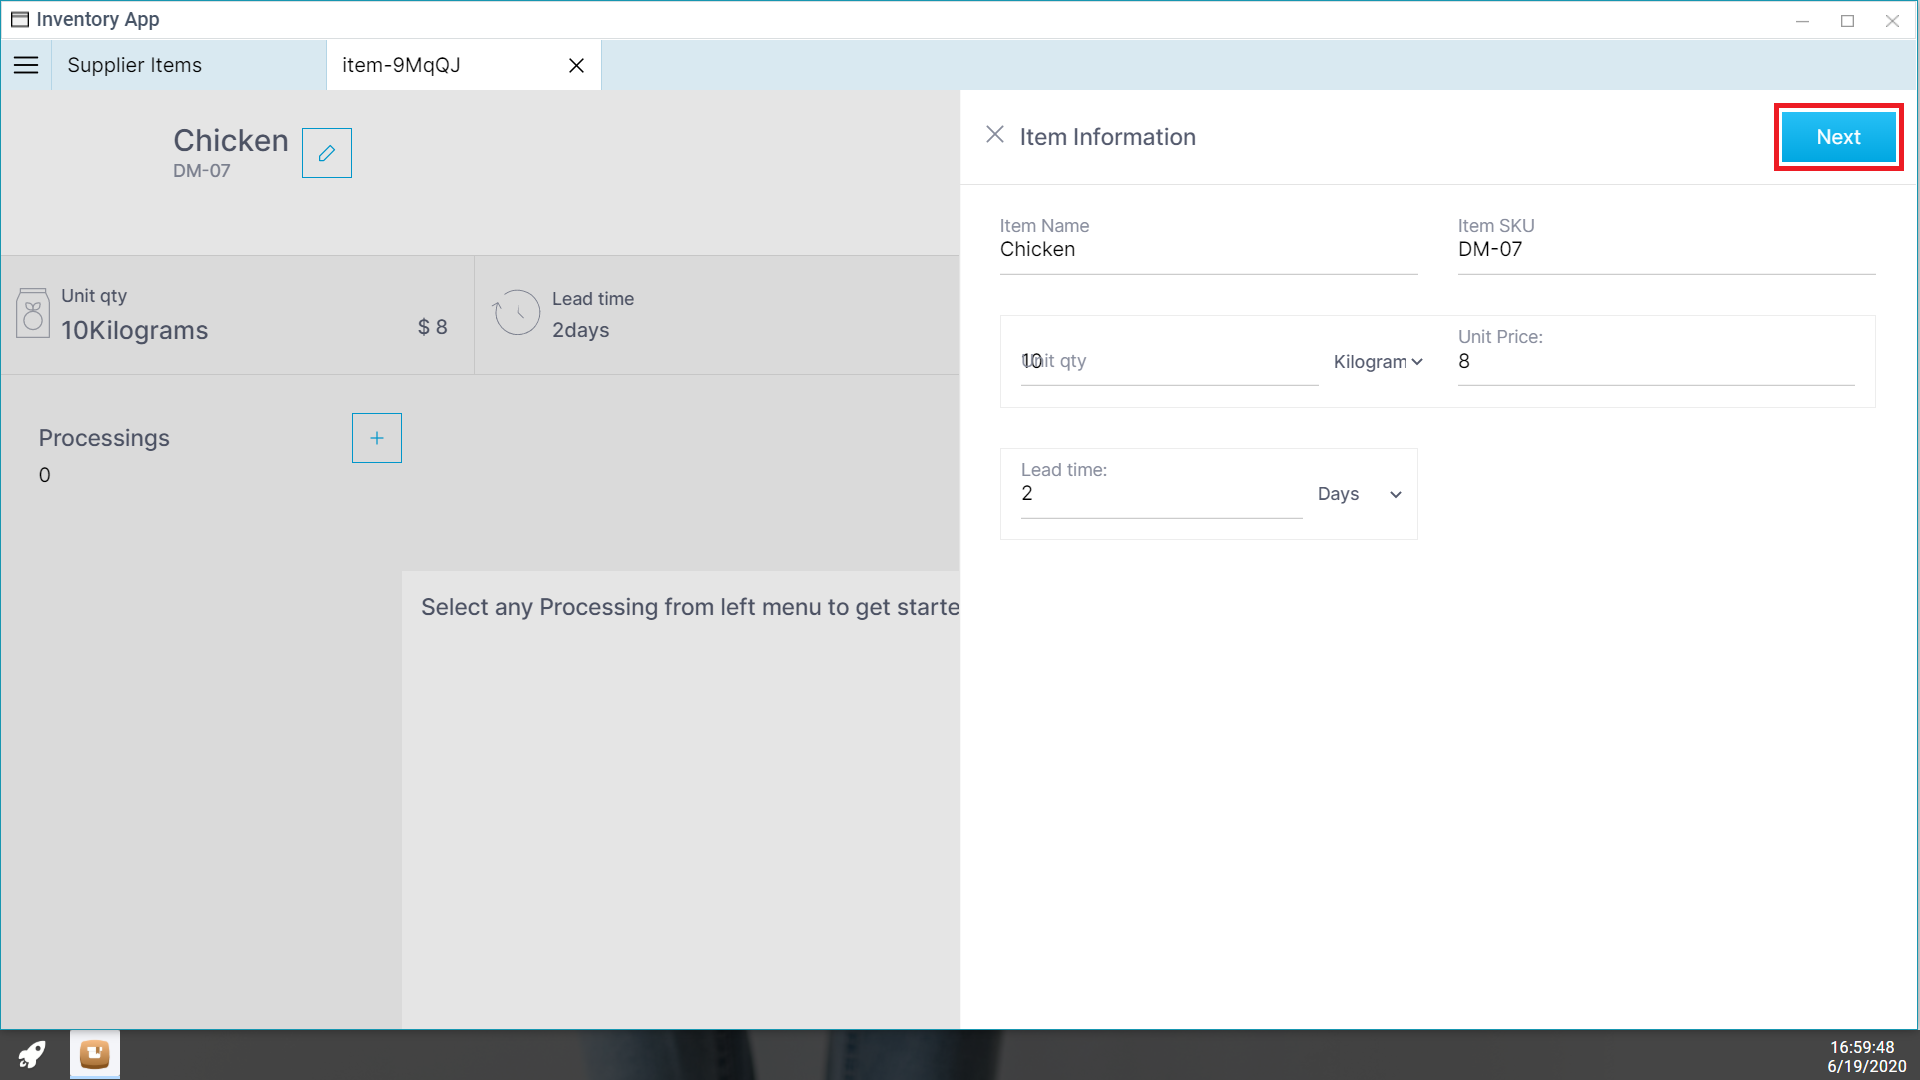 Inventory App
Supplier Items
item-9MqQJ
Chicken
DM-07
Unit qty
10Kilograms
$ 8
Lead time
2days
Processings
0
Select any Processing from left menu to get starte
Item Information
Next
Item Name
Chicken
Item SKU
DM-07
Unit qty
10
Kilogram
Unit Price:
8
Lead time:
2
Days
16:59:48
6/19/2020